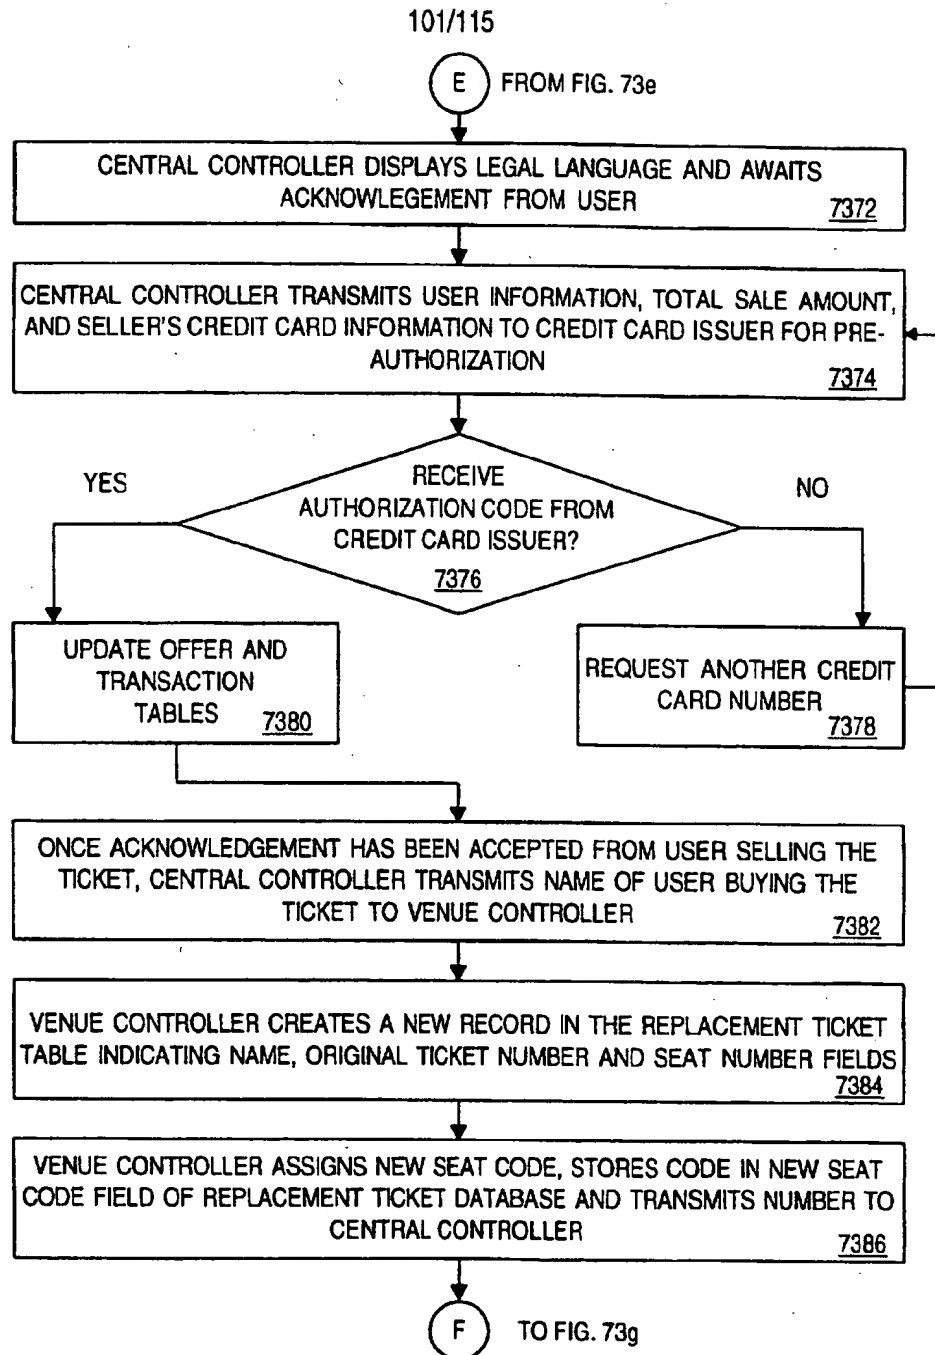 101/115
E FROM FIG. 73e
CENTRAL CONTROLLER DISPLAYS LEGAL LANGUAGE AND AWAITS
ACKNOWLEGEMENT FROM USER
7372
CENTRAL CONTROLLER TRANSMITS USER INFORMATION, TOTAL SALE AMOUNT,
AND SELLER'S CREDIT CARD INFORMATION TO CREDIT CARD ISSUER FOR PRE-
AUTHORIZATION
7374
RECEIVE
AUTHORIZATION CODE FROM
CREDIT CARD ISSUER?
7376
YES
NO
UPDATE OFFER AND
TRANSACTION
TABLES
7380
REQUEST ANOTHER CREDIT
CARD NUMBER
7378
ONCE ACKNOWLEDGEMENT HAS BEEN ACCEPTED FROM USER SELLING THE
TICKET, CENTRAL CONTROLLER TRANSMITS NAME OF USER BUYING THE
TICKET TO VENUE CONTROLLER
7382
VENUE CONTROLLER CREATES A NEW RECORD IN THE REPLACEMENT TICKET
TABLE INDICATING NAME, ORIGINAL TICKET NUMBER AND SEAT NUMBER FIELDS
7384
VENUE CONTROLLER ASSIGNS NEW SEAT CODE, STORES CODE IN NEW SEAT
CODE FIELD OF REPLACEMENT TICKET DATABASE AND TRANSMITS NUMBER TO
CENTRAL CONTROLLER
7386
F TO FIG. 73g